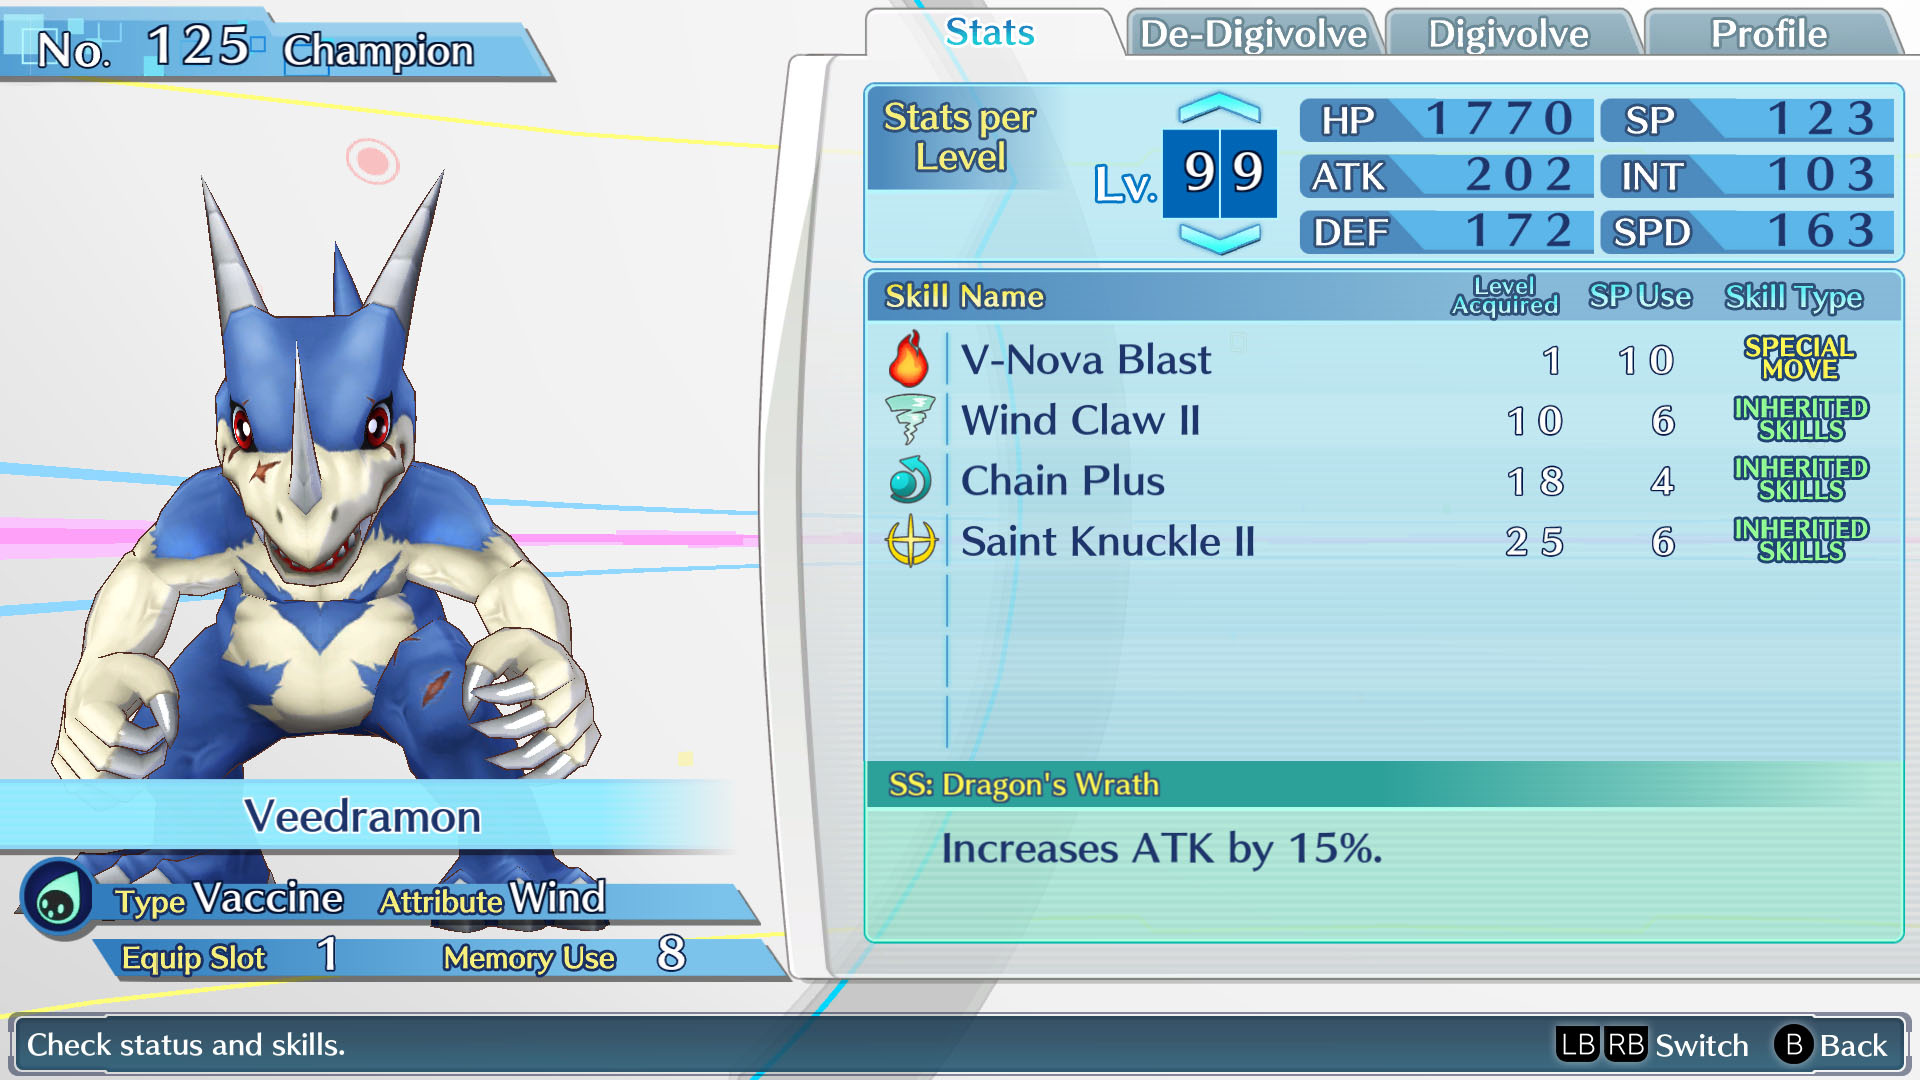 No. 125 Champion
Stats
De-Digivolve
Digivolve
Profile
Stats per
Level
Lv. 99
HP 1770
SP 123
ATK 202
INT 103
DEF 172
SPD 163
Skill Name
Level
Acquired
SP Use
Skill Type
V-Nova Blast 1 10 SPECIAL
MOVE
Wind Claw II 10 6 INHERITED
SKILLS
Chain Plus 18 4 INHERITED
SKILLS
Saint Knuckle II 25 6 INHERITED
SKILLS
SS: Dragon's Wrath
Increases ATK by 15%.
Veedramon
Type Vaccine Attribute Wind
Equip Slot 1 Memory Use 8
Check status and skills.
LB RB Switch B Back